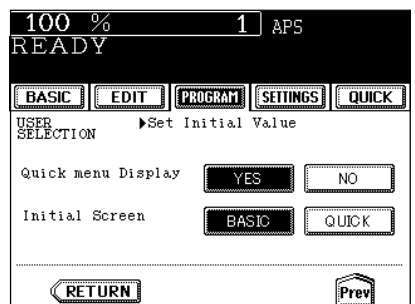 100 % 1 APS
READY
BASIC EDIT PROGRAM SETTINGS QUICK
USER SELECTION ▶Set Initial Value
Quick menu Display YES NO
Initial Screen BASIC QUICK
RETURN Prev